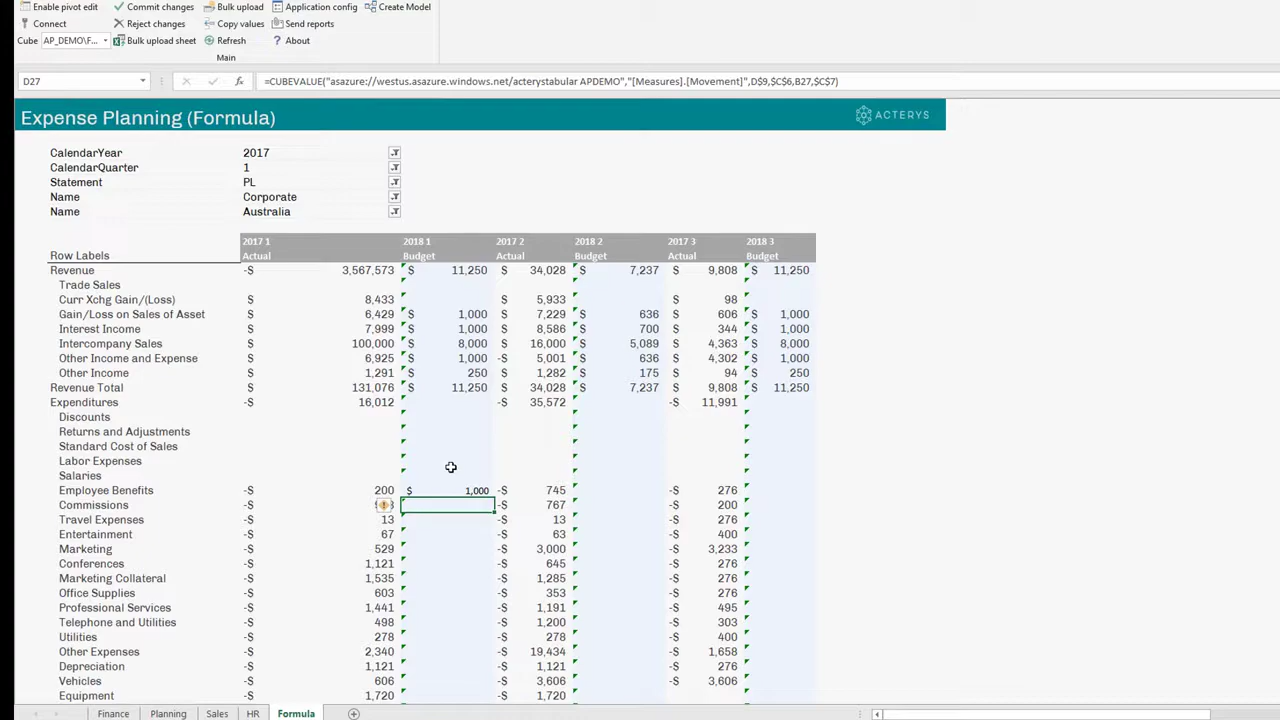 Enable pivot edit Commit changes Bulk upload Application config Create Model
Connect Reject changes Copy values Send reports
Cube AP_DEMO\F... Bulk upload sheet Refresh About
Main
D27 fx =CUBEVALUE("asazure://westus.asazure.windows.net/acterystabular APDEMO","[Measures].[Movement]",D$9,$C$6,B27,$C$7)
Expense Planning (Formula) ACTERYS
CalendarYear 2017
CalendarQuarter 1
Statement PL
Name Corporate
Name Australia
2017 1 2018 1 2017 2 2018 2 2017 3 2018 3
Row Labels Actual Budget Actual Budget Actual Budget
Revenue -$ 3,567,573 $ 11,250 $ 34,028 $ 7,237 $ 9,808 $ 11,250
Trade Sales
Curr Xchg Gain/(Loss) $ 8,433 $ 5,933 $ 98
Gain/Loss on Sales of Asset $ 6,429 $ 1,000 $ 7,229 $ 636 $ 606 $ 1,000
Interest Income $ 7,999 $ 1,000 $ 8,586 $ 700 $ 344 $ 1,000
Intercompany Sales $ 100,000 $ 8,000 $ 16,000 $ 5,089 $ 4,363 $ 8,000
Other Income and Expense $ 6,925 $ 1,000 -$ 5,001 $ 636 $ 4,302 $ 1,000
Other Income $ 1,291 $ 250 $ 1,282 $ 175 $ 94 $ 250
Revenue Total $ 131,076 $ 11,250 $ 34,028 $ 7,237 $ 9,808 $ 11,250
Expenditures -$ 16,012 -$ 35,572 -$ 11,991
Discounts
Returns and Adjustments
Standard Cost of Sales
Labor Expenses
Salaries
Employee Benefits -$ 200 $ 1,000 -$ 745 -$ 276
Commissions -$ -$ 767 -$ 200
Travel Expenses -$ 13 -$ 13 -$ 276
Entertainment -$ 67 -$ 63 -$ 400
Marketing -$ 529 -$ 3,000 -$ 3,233
Conferences -$ 1,121 -$ 645 -$ 276
Marketing Collateral -$ 1,535 -$ 1,285 -$ 276
Office Supplies -$ 603 -$ 353 -$ 276
Professional Services -$ 1,441 -$ 1,191 -$ 495
Telephone and Utilities -$ 498 -$ 1,200 -$ 303
Utilities -$ 278 -$ 278 -$ 400
Other Expenses -$ 2,340 -$ 19,434 -$ 1,658
Depreciation -$ 1,121 -$ 1,121 -$ 276
Vehicles -$ 606 -$ 3,606 -$ 3,606
Equipment -$ 1,720 -$ 1,720
Finance Planning Sales HR Formula